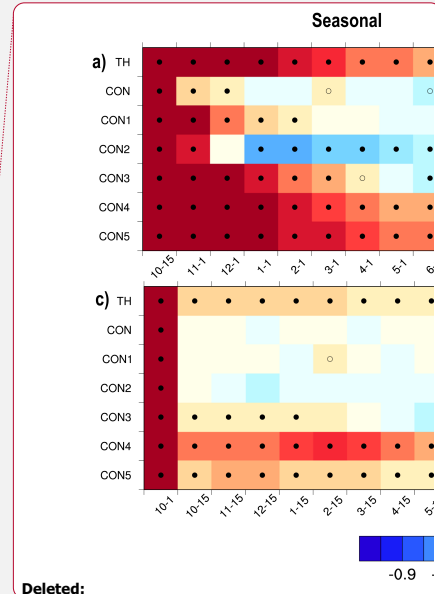 Seasonal
a)
TH
CON
CON1
CON2
CON3
CON4
CON5
10-15 11-1 12-1 1-1 2-1 3-1 4-1 5-1 6-
c)
TH
CON
CON1
CON2
CON3
CON4
CON5
10-1 10-15 11-15 12-15 1-15 2-15 3-15 4-15 5-
-0.9 -
Deleted: